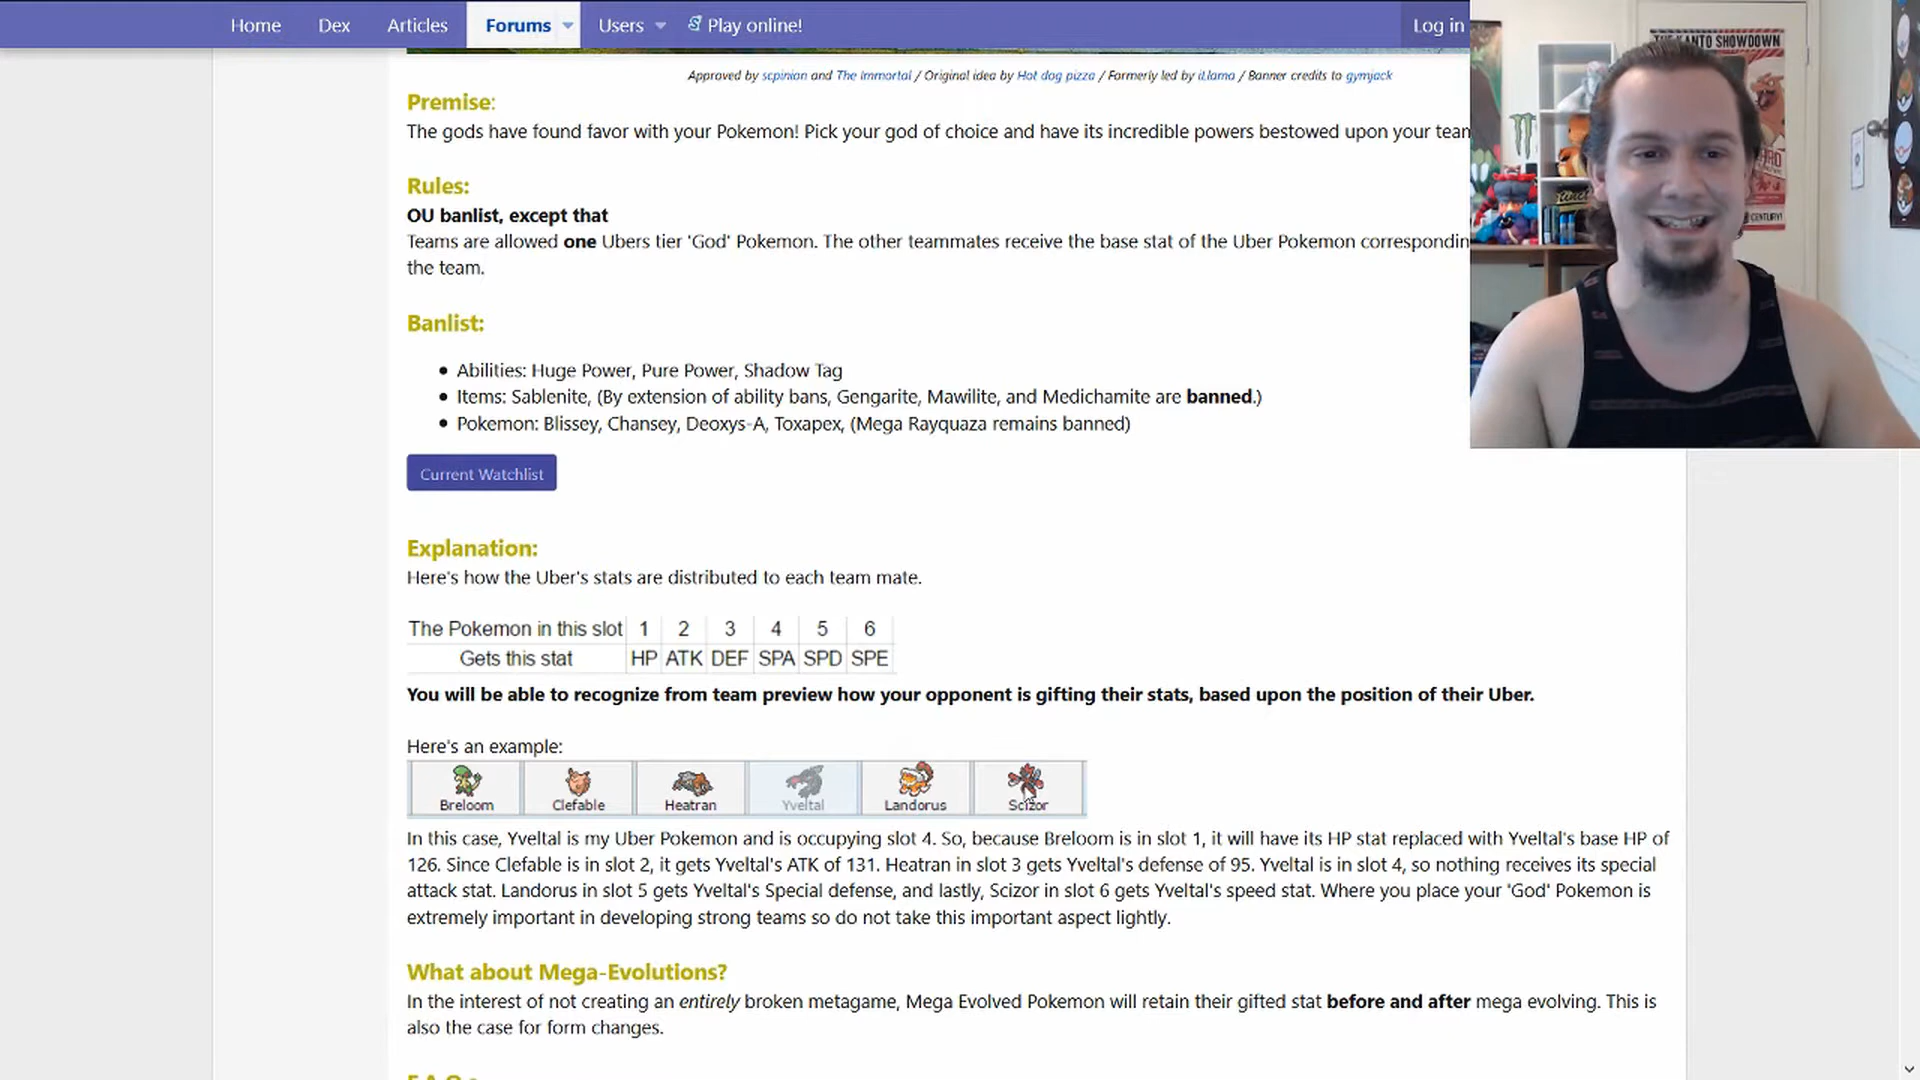 Home Dex Articles Forums Users Play online! Log in
Approved by scpinion and The Immortal / Original idea by Hot dog pizza / Formerly led by iLlama / Banner credits to gymjack
Premise:
The gods have found favor with your Pokemon! Pick your god of choice and have its incredible powers bestowed upon your team
THE KANTO SHOWDOWN
Rules:
OU banlist, except that
CENTURY!
Teams are allowed one Ubers tier 'God' Pokemon. The other teammates receive the base stat of the Uber Pokemon correspondin
the team.
Banlist:
• Abilities: Huge Power, Pure Power, Shadow Tag
• Items: Sablenite, (By extension of ability bans, Gengarite, Mawilite, and Medichamite are banned.)
• Pokemon: Blissey, Chansey, Deoxys-A, Toxapex, (Mega Rayquaza remains banned)
Current Watchlist
Explanation:
Here's how the Uber's stats are distributed to each team mate.
The Pokemon in this slot 1 2 3 4 5 6
Gets this stat HP ATK DEF SPA SPD SPE
You will be able to recognize from team preview how your opponent is gifting their stats, based upon the position of their Uber.
Here's an example:
Breloom Clefable Heatran Yveltal Landorus Scizor
In this case, Yveltal is my Uber Pokemon and is occupying slot 4. So, because Breloom is in slot 1, it will have its HP stat replaced with Yveltal's base HP of
126. Since Clefable is in slot 2, it gets Yveltal's ATK of 131. Heatran in slot 3 gets Yveltal's defense of 95. Yveltal is in slot 4, so nothing receives its special
attack stat. Landorus in slot 5 gets Yveltal's Special defense, and lastly, Scizor in slot 6 gets Yveltal's speed stat. Where you place your 'God' Pokemon is
extremely important in developing strong teams so do not take this important aspect lightly.
What about Mega-Evolutions?
In the interest of not creating an entirely broken metagame, Mega Evolved Pokemon will retain their gifted stat before and after mega evolving. This is
also the case for form changes.